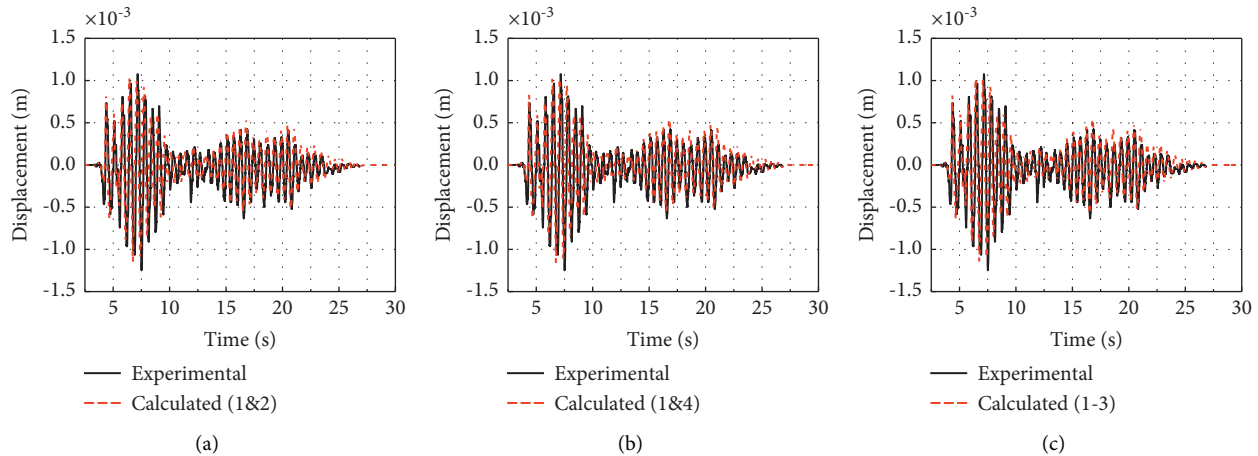 ×10-3
1.5
1.0
0.5
0.0
-0.5
-1.0
-1.5
Displacement (m)
5 10 15 20 25 30
Time (s)
Experimental
Calculated (1&2)
(a)
×10-3
1.5
1.0
0.5
0.0
-0.5
-1.0
-1.5
Displacement (m)
5 10 15 20 25 30
Time (s)
Experimental
Calculated (1&4)
(b)
×10-3
1.5
1.0
0.5
0.0
-0.5
-1.0
-1.5
Displacement (m)
5 10 15 20 25 30
Time (s)
Experimental
Calculated (1-3)
(c)